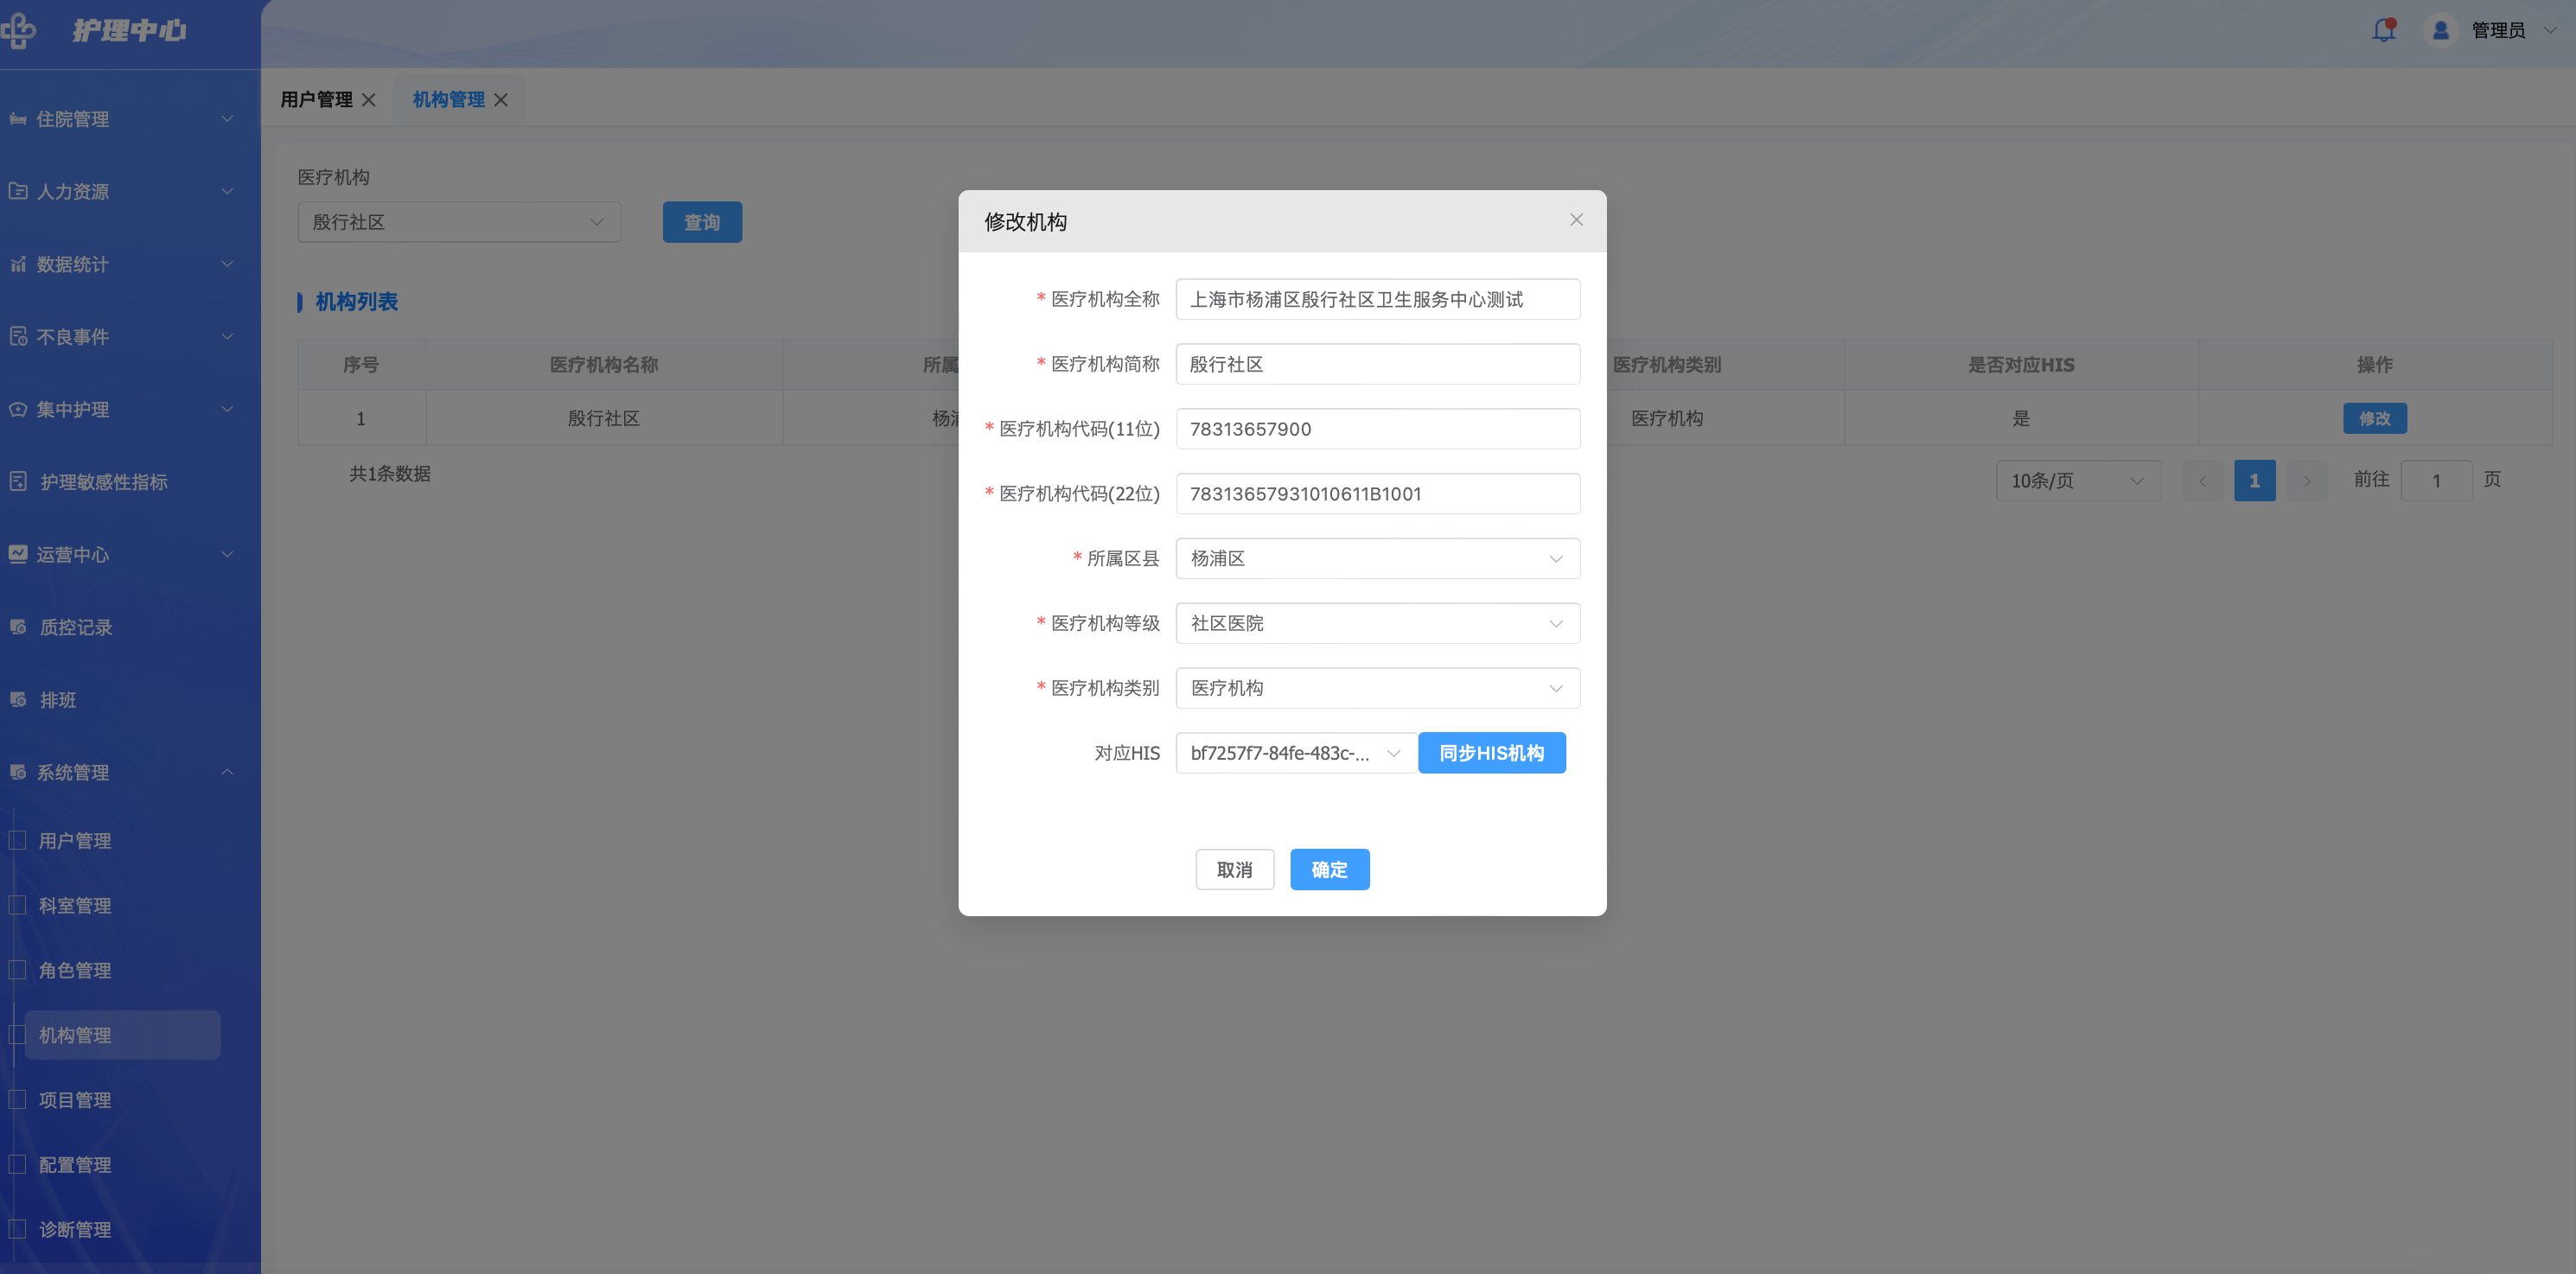 护理中心
管理员
住院管理
人力资源
数据统计
不良事件
集中护理
护理敏感性指标
运营中心
质控记录
排班
系统管理
用户管理
科室管理
角色管理
机构管理
项目管理
配置管理
诊断管理
用户管理 机构管理
医疗机构
殷行社区 查询
机构列表
序号 医疗机构名称 所属 医疗机构类别 是否对应HIS 操作
1 殷行社区 杨 医疗机构 是 修改
共1条数据 10条/页 1 前往 1 页
修改机构
* 医疗机构全称 上海市杨浦区殷行社区卫生服务中心测试
* 医疗机构简称 殷行社区
* 医疗机构代码(11位) 78313657900
* 医疗机构代码(22位) 78313657931010611B1001
* 所属区县 杨浦区
* 医疗机构等级 社区医院
* 医疗机构类别 医疗机构
对应HIS bf7257f7-84fe-483c-... 同步HIS机构
取消 确定